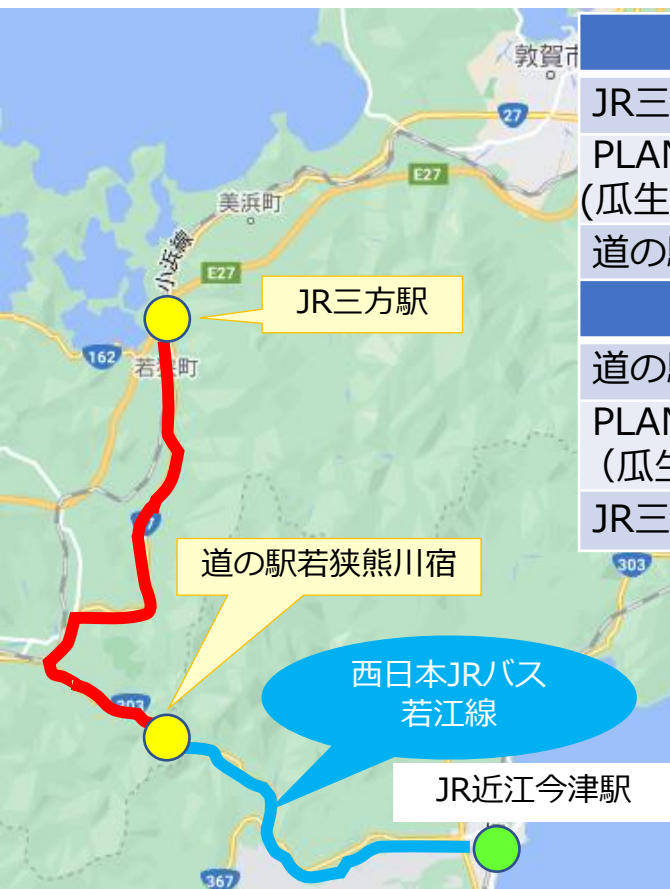 敦賀市
27
E27
美浜町
小浜線
E27
JR三方駅
162
若狭町
27
道の駅若狭熊川宿
303
西日本JRバス
若江線
303
JR近江今津駅
367
JR三
PLAN
(瓜生
道の
道の
PLAN
（瓜生
JR三
303